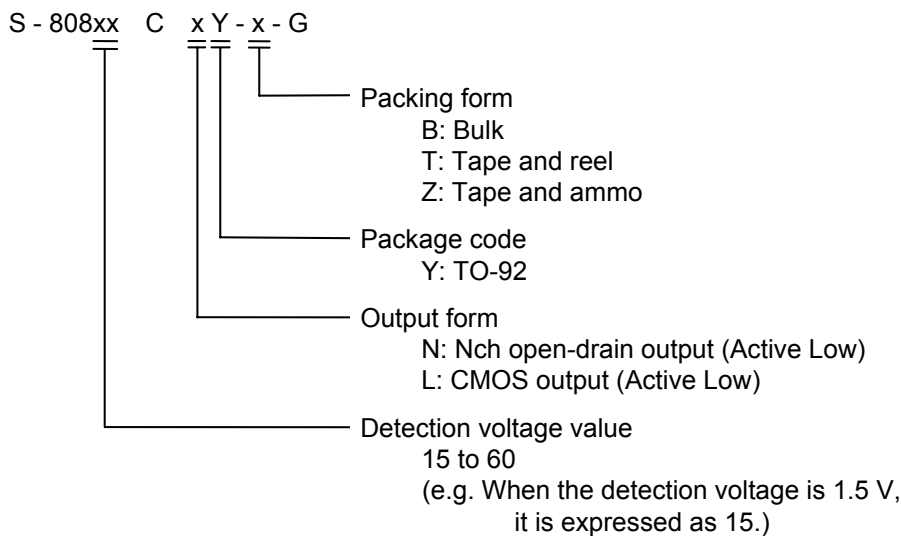 S - 808xx C x Y - x - G
Packing form
B: Bulk
T: Tape and reel
Z: Tape and ammo
Package code
Y: TO-92
Output form
N: Nch open-drain output (Active Low)
L: CMOS output (Active Low)
Detection voltage value
15 to 60
(e.g. When the detection voltage is 1.5 V,
it is expressed as 15.)